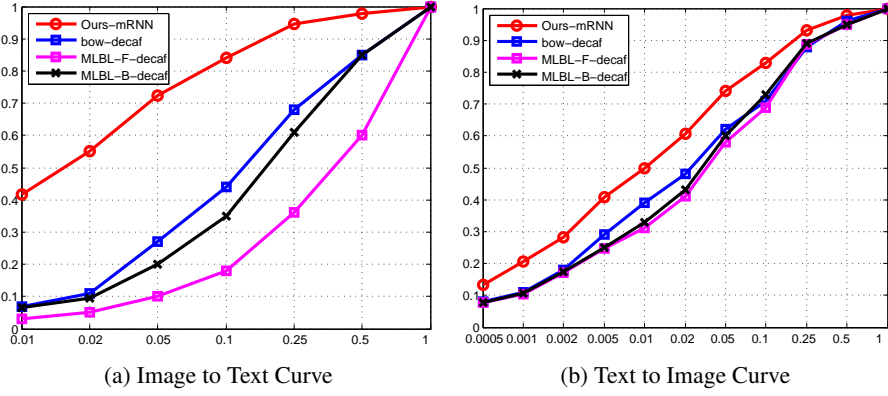 1
0.9
0.8
0.7
0.6
0.5
0.4
0.3
0.2
0.1
0
0.01 0.02 0.05 0.1 0.25 0.5 1
Ours-mRNN
bow-decaf
MLBL-F-decaf
MLBL-B-decaf
(a) Image to Text Curve
1
0.9
0.8
0.7
0.6
0.5
0.4
0.3
0.2
0.1
0
0.0005 0.001 0.002 0.005 0.01 0.02 0.05 0.1 0.25 0.5 1
Ours-mRNN
bow-decaf
MLBL-F-decaf
MLBL-B-decaf
(b) Text to Image Curve